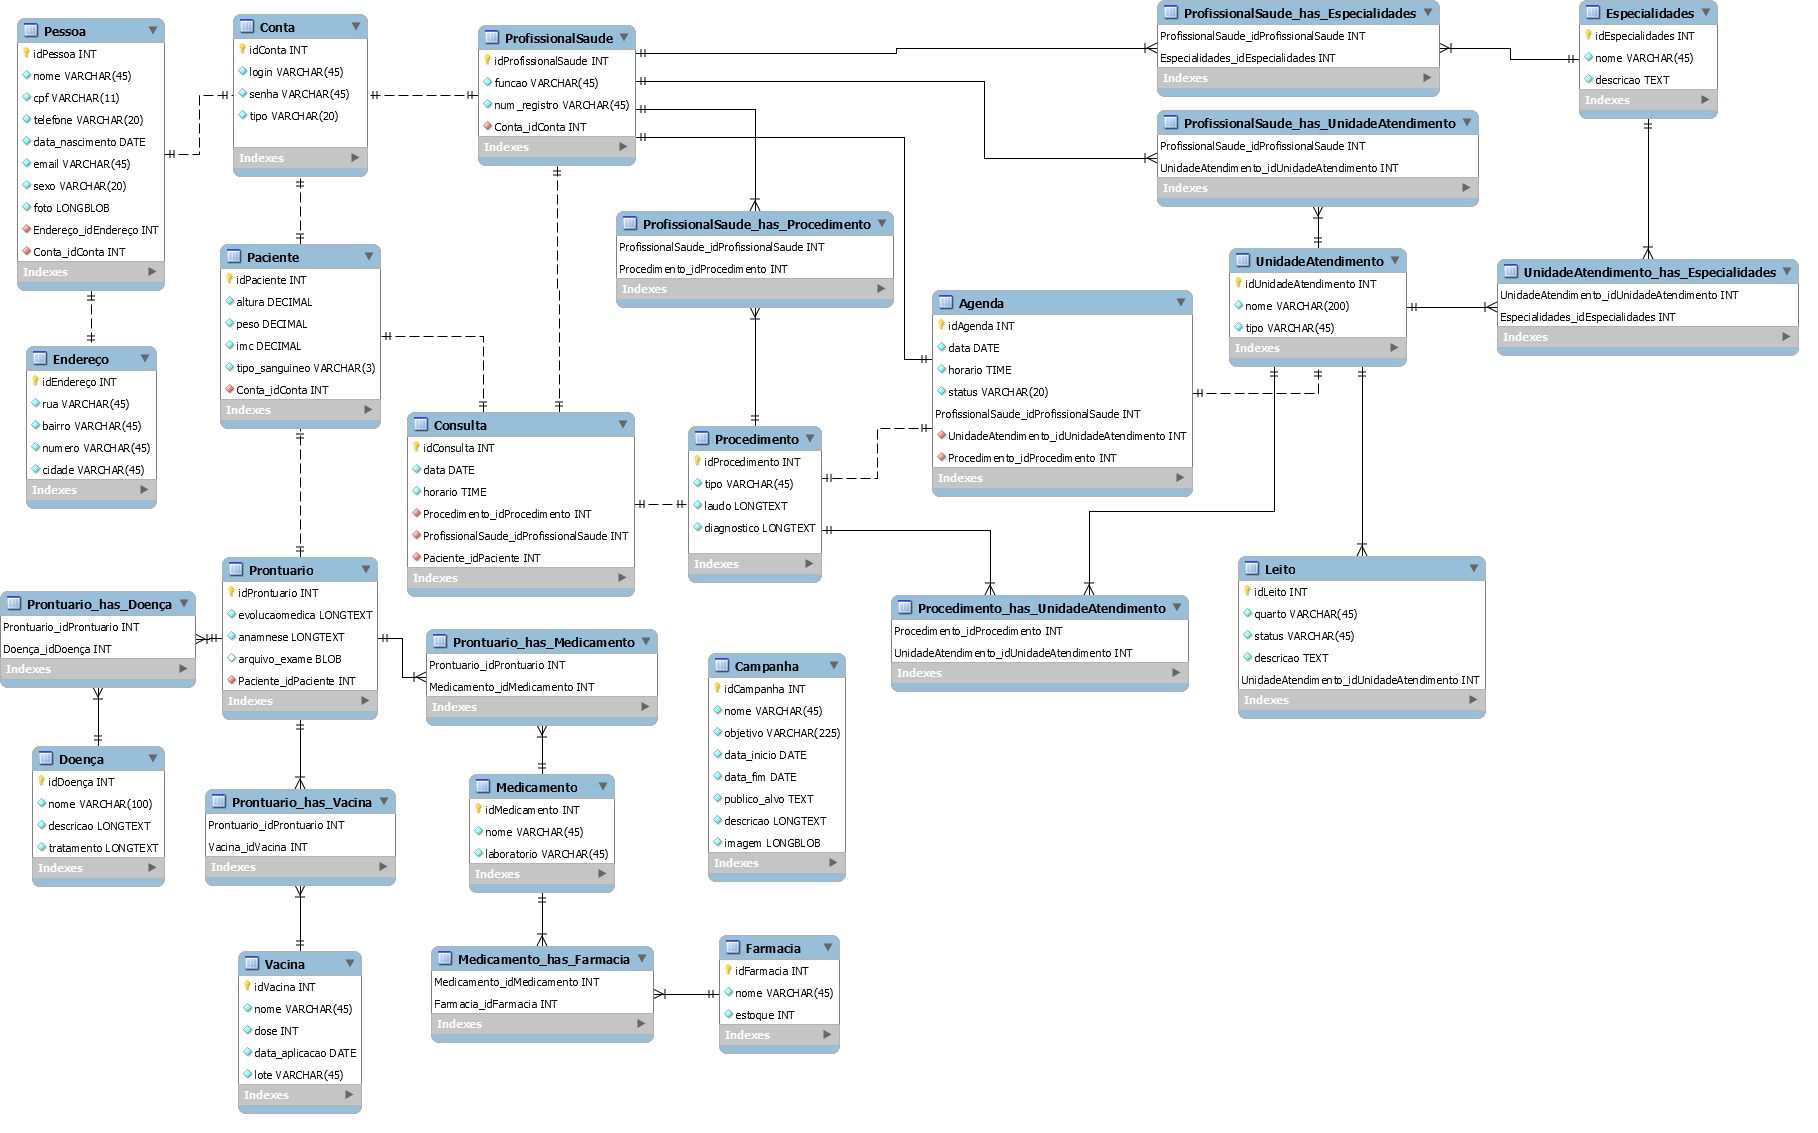 Pessoa
idPessoa INT
nome VARCHAR(45)
cpf VARCHAR(11)
telefone VARCHAR(20)
data_nascimento DATE
email VARCHAR(45)
sexo VARCHAR(20)
foto LONGBLOB
Endereço_idEndereço INT
Conta_idConta INT
Indexes
Conta
idConta INT
login VARCHAR(45)
senha VARCHAR(45)
tipo VARCHAR(20)
Indexes
ProfissionalSaude
idProfissionalSaude INT
funcao VARCHAR(45)
num_registro VARCHAR(45)
Conta_idConta INT
Indexes
ProfissionalSaude_has_Especialidades
ProfissionalSaude_idProfissionalSaude INT
Especialidades_idEspecialidades INT
Indexes
Especialidades
idEspecialidades INT
nome VARCHAR(45)
descricao TEXT
Indexes
ProfissionalSaude_has_UnidadeAtendimento
ProfissionalSaude_idProfissionalSaude INT
UnidadeAtendimento_idUnidadeAtendimento INT
Indexes
ProfissionalSaude_has_Procedimento
ProfissionalSaude_idProfissionalSaude INT
Procedimento_idProcedimento INT
Indexes
Paciente
idPaciente INT
altura DECIMAL
peso DECIMAL
imc DECIMAL
tipo_sanguineo VARCHAR(3)
Conta_idConta INT
Indexes
UnidadeAtendimento
idUnidadeAtendimento INT
nome VARCHAR(200)
tipo VARCHAR(45)
Indexes
UnidadeAtendimento_has_Especialidades
UnidadeAtendimento_idUnidadeAtendimento INT
Especialidades_idEspecialidades INT
Indexes
Agenda
idAgenda INT
data DATE
horario TIME
status VARCHAR(20)
ProfissionalSaude_idProfissionalSaude INT
UnidadeAtendimento_idUnidadeAtendimento INT
Procedimento_idProcedimento INT
Indexes
Endereço
idEndereço INT
rua VARCHAR(45)
bairro VARCHAR(45)
numero VARCHAR(45)
cidade VARCHAR(45)
Indexes
Consulta
idConsulta INT
data DATE
horario TIME
Procedimento_idProcedimento INT
ProfissionalSaude_idProfissionalSaude INT
Paciente_idPaciente INT
Indexes
Procedimento
idProcedimento INT
tipo VARCHAR(45)
laudo LONGTEXT
diagnostico LONGTEXT
Indexes
Prontuario
idProntuario INT
evolucaomedica LONGTEXT
anamnese LONGTEXT
arquivo_exame BLOB
Paciente_idPaciente INT
Indexes
Leito
idLeito INT
quarto VARCHAR(45)
status VARCHAR(45)
descricao TEXT
UnidadeAtendimento_idUnidadeAtendimento INT
Indexes
Prontuario_has_Doença
Prontuario_idProntuario INT
Doença_idDoença INT
Indexes
Procedimento_has_UnidadeAtendimento
Procedimento_idProcedimento INT
UnidadeAtendimento_idUnidadeAtendimento INT
Indexes
Prontuario_has_Medicamento
Prontuario_idProntuario INT
Medicamento_idMedicamento INT
Indexes
Campanha
idCampanha INT
nome VARCHAR(45)
objetivo VARCHAR(225)
data_inicio DATE
data_fim DATE
publico_alvo TEXT
descricao LONGTEXT
imagem LONGBLOB
Indexes
Doença
idDoença INT
nome VARCHAR(100)
descricao LONGTEXT
tratamento LONGTEXT
Indexes
Prontuario_has_Vacina
Prontuario_idProntuario INT
Vacina_idVacina INT
Indexes
Medicamento
idMedicamento INT
nome VARCHAR(45)
laboratorio VARCHAR(45)
Indexes
Vacina
idVacina INT
nome VARCHAR(45)
dose INT
data_aplicacao DATE
lote VARCHAR(45)
Indexes
Medicamento_has_Farmacia
Medicamento_idMedicamento INT
Farmacia_idFarmacia INT
Indexes
Farmacia
idFarmacia INT
nome VARCHAR(45)
estoque INT
Indexes